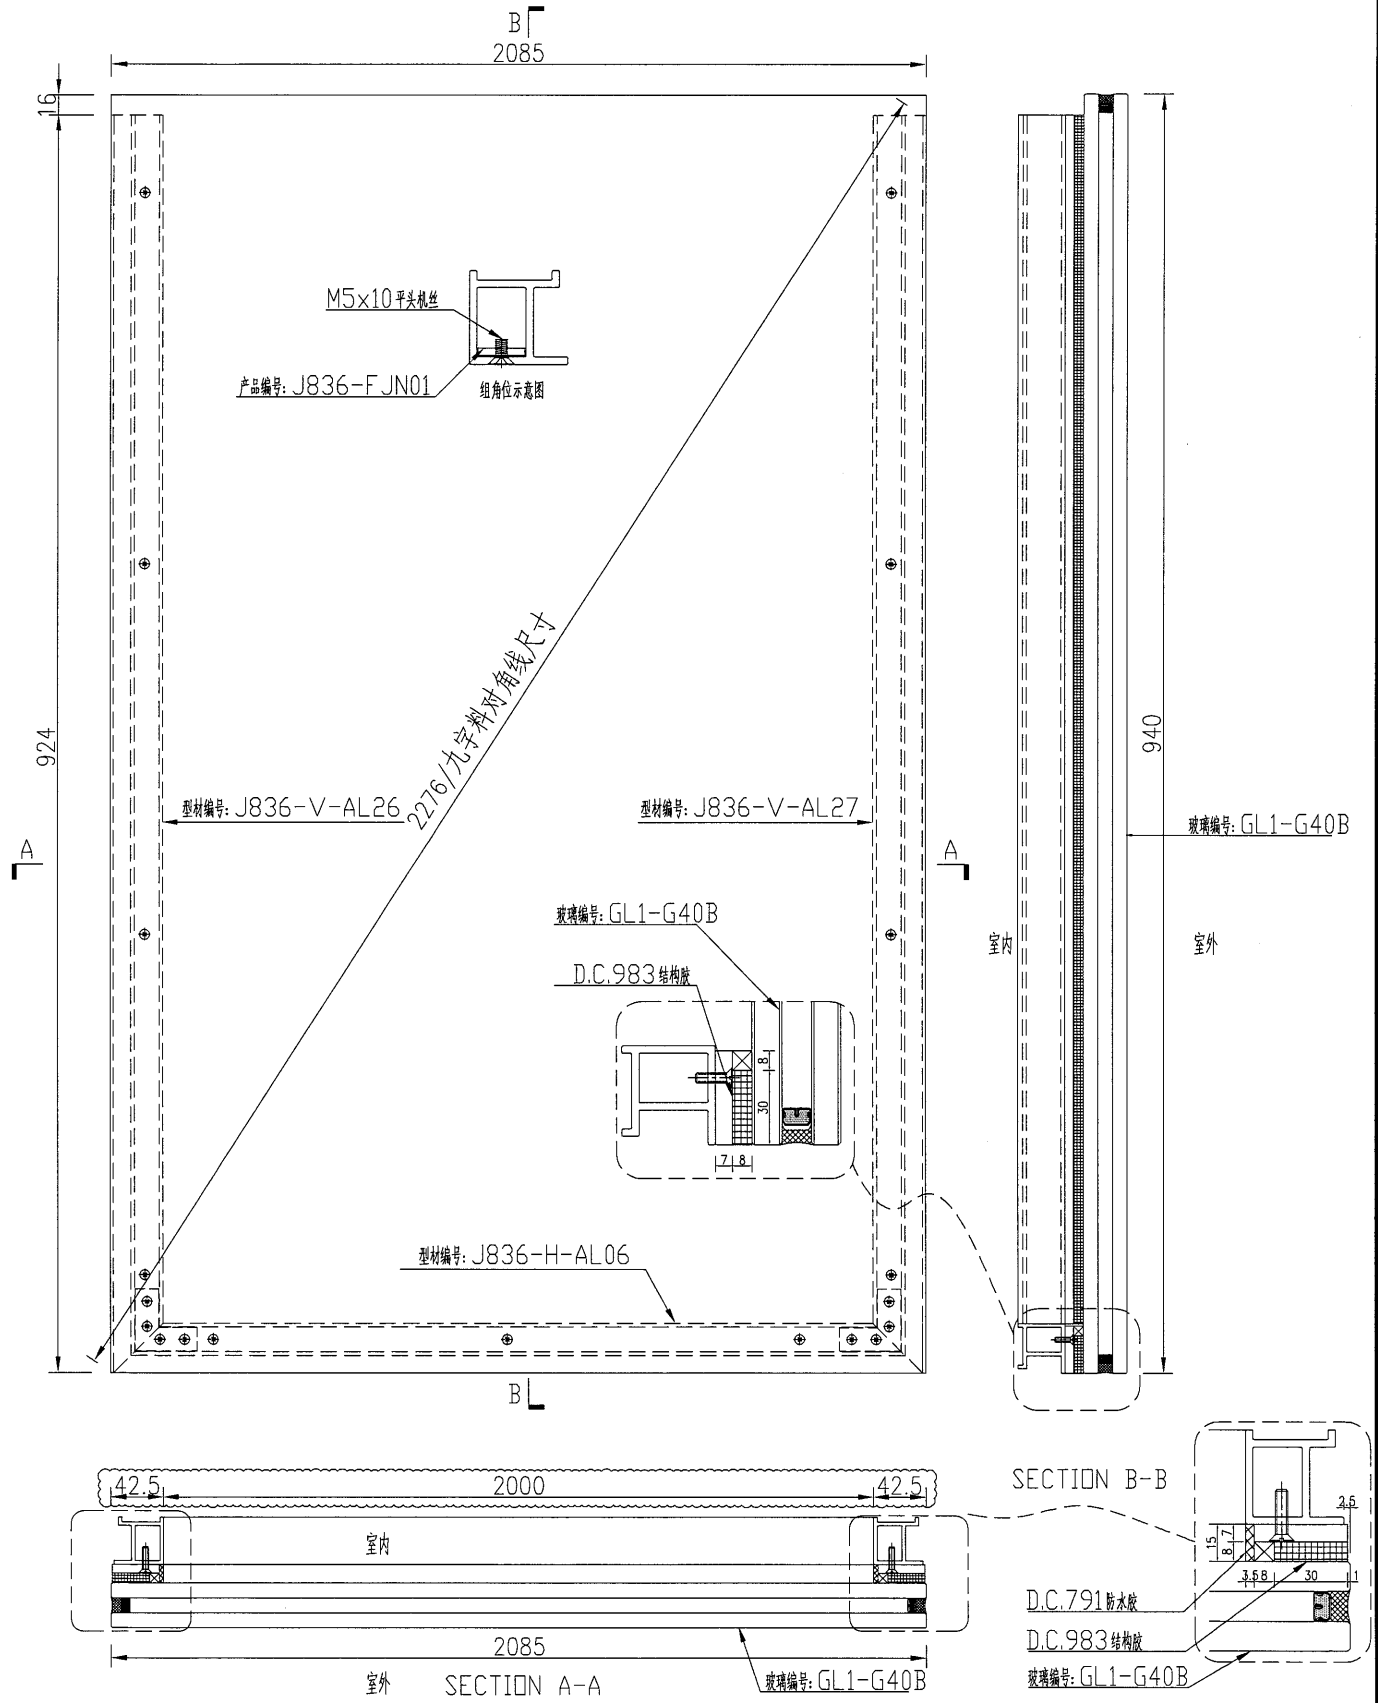 B
2085
16
M5x10平头机丝
产品编号: J836-FJN01
组角位示意图
924
2276/九字料对角线尺寸
940
型材编号: J836-V-AL26
型材编号: J836-V-AL27
玻璃编号: GL1-G40B
A
A
玻璃编号: GL1-G40B
室内
室外
D.C.983结构胶
8
30
7
8
型材编号: J836-H-AL06
B
42.5
2000
42.5
SECTION B-B
2.5
室内
15
7
8
3.5
8
30
1
D.C.791防水胶
D.C.983结构胶
2085
玻璃编号: GL1-G40B
室外
SECTION A-A
玻璃编号: GL1-G40B